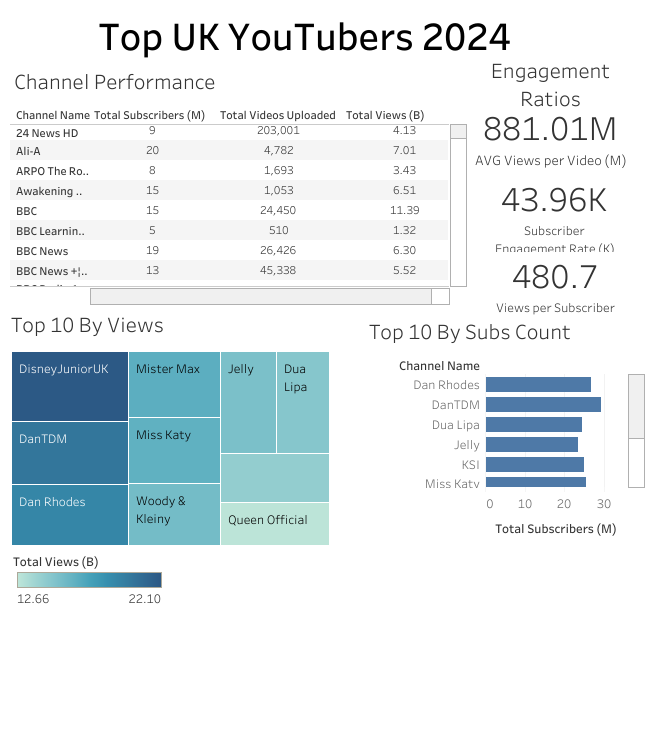 Top UK YouTubers 2024
Channel Performance
Channel Name Total Subscribers (M) Total Videos Uploaded Total Views (B)
24 News HD 9 203,001 4.13
Ali-A 20 4,782 7.01
ARPO The Ro.. 8 1,693 3.43
Awakening .. 15 1,053 6.51
BBC 15 24,450 11.39
BBC Learnin.. 5 510 1.32
BBC News 19 26,426 6.30
BBC News +¦.. 13 45,338 5.52
Engagement
Ratios
881.01M
AVG Views per Video (M)
43.96K
Subscriber
Engagement Rate (K)
480.7
Views per Subscriber
Top 10 By Views
DisneyJuniorUK
DanTDM
Dan Rhodes
Mister Max
Miss Katy
Woody &
Kleiny
Jelly
Dua
Lipa
Queen Official
Total Views (B)
12.66 22.10
Top 10 By Subs Count
Channel Name
Dan Rhodes
DanTDM
Dua Lipa
Jelly
KSI
Miss Katy
0 10 20 30
Total Subscribers (M)